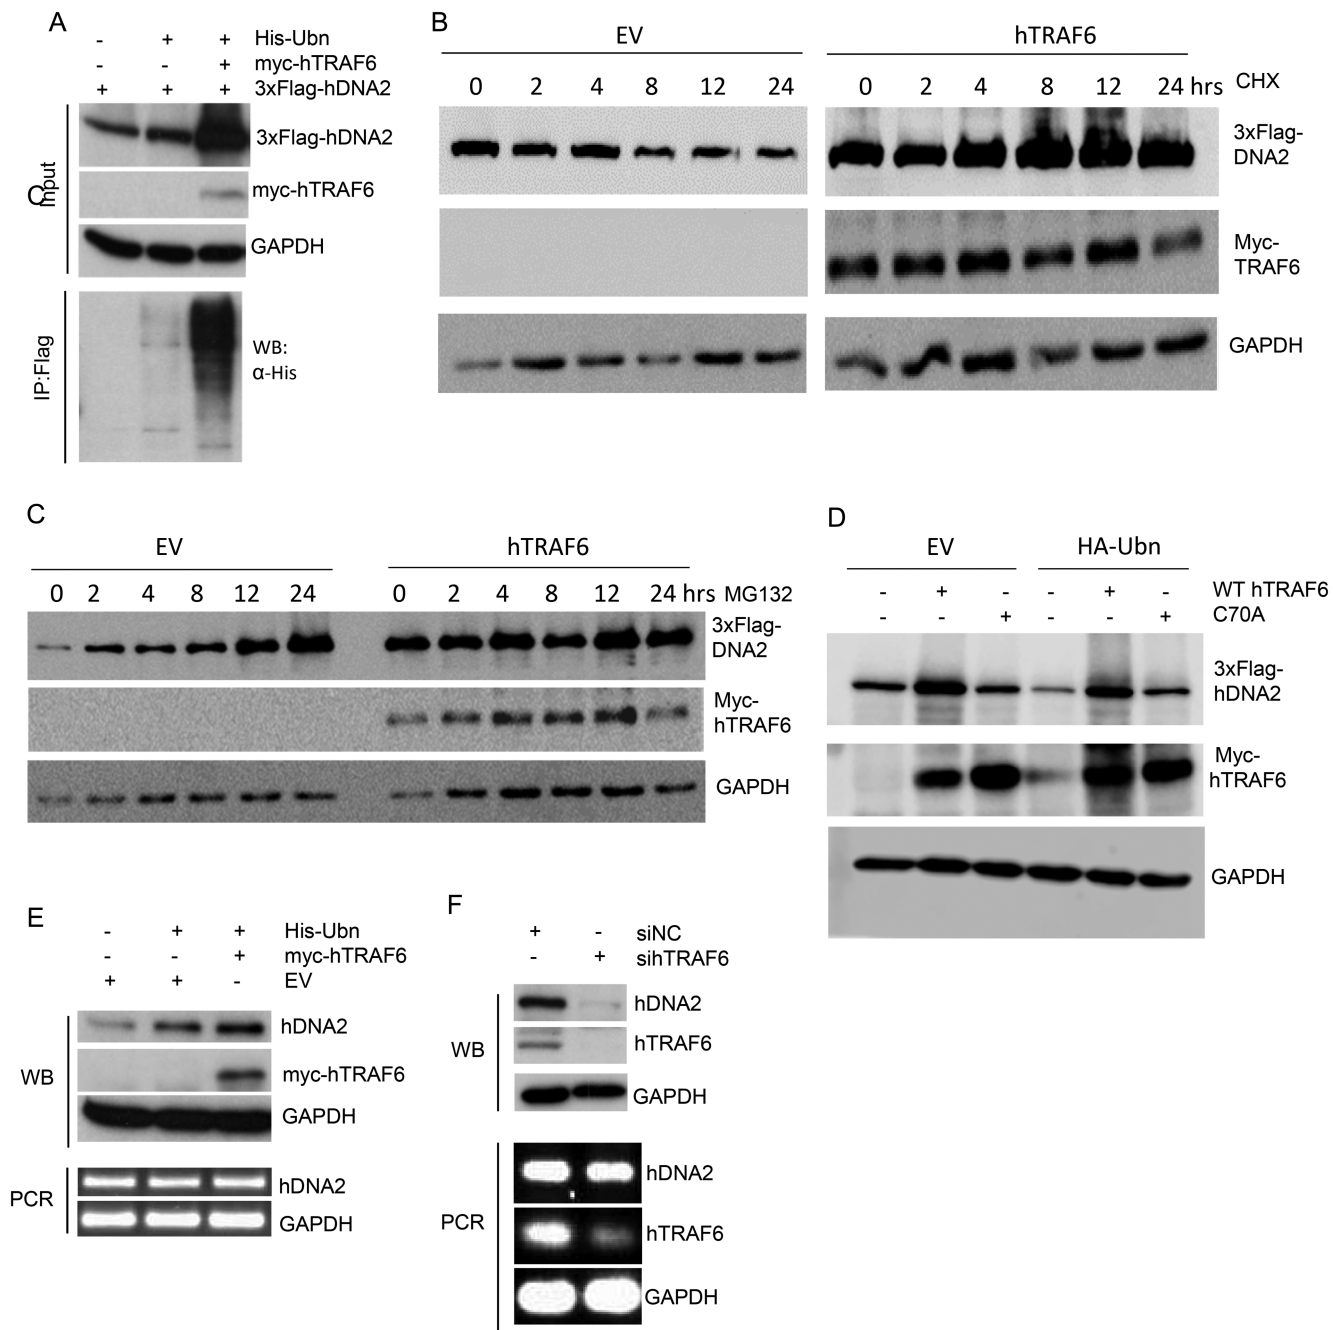 A
- + + His-Ubn
- - + myc-hTRAF6
+ + + 3xFlag-hDNA2
3xFlag-hDNA2
myc-hTRAF6
GAPDH
C
Input
IP:Flag
WB:
α-His
B
EV
hTRAF6
0 2 4 8 12 24 0 2 4 8 12 24 hrs CHX
3xFlag-
DNA2
Myc-
TRAF6
GAPDH
C
EV
hTRAF6
0 2 4 8 12 24 0 2 4 8 12 24 hrs MG132
3xFlag-
DNA2
Myc-
hTRAF6
GAPDH
D
EV
HA-Ubn
- + - - + - WT hTRAF6
- - + - - + C70A
3xFlag-
hDNA2
Myc-
hTRAF6
GAPDH
E
- + + His-Ubn
- - + myc-hTRAF6
+ + - EV
WB
hDNA2
myc-hTRAF6
GAPDH
PCR
hDNA2
GAPDH
F
+ - siNC
- + sihTRAF6
WB
hDNA2
hTRAF6
GAPDH
PCR
hDNA2
hTRAF6
GAPDH